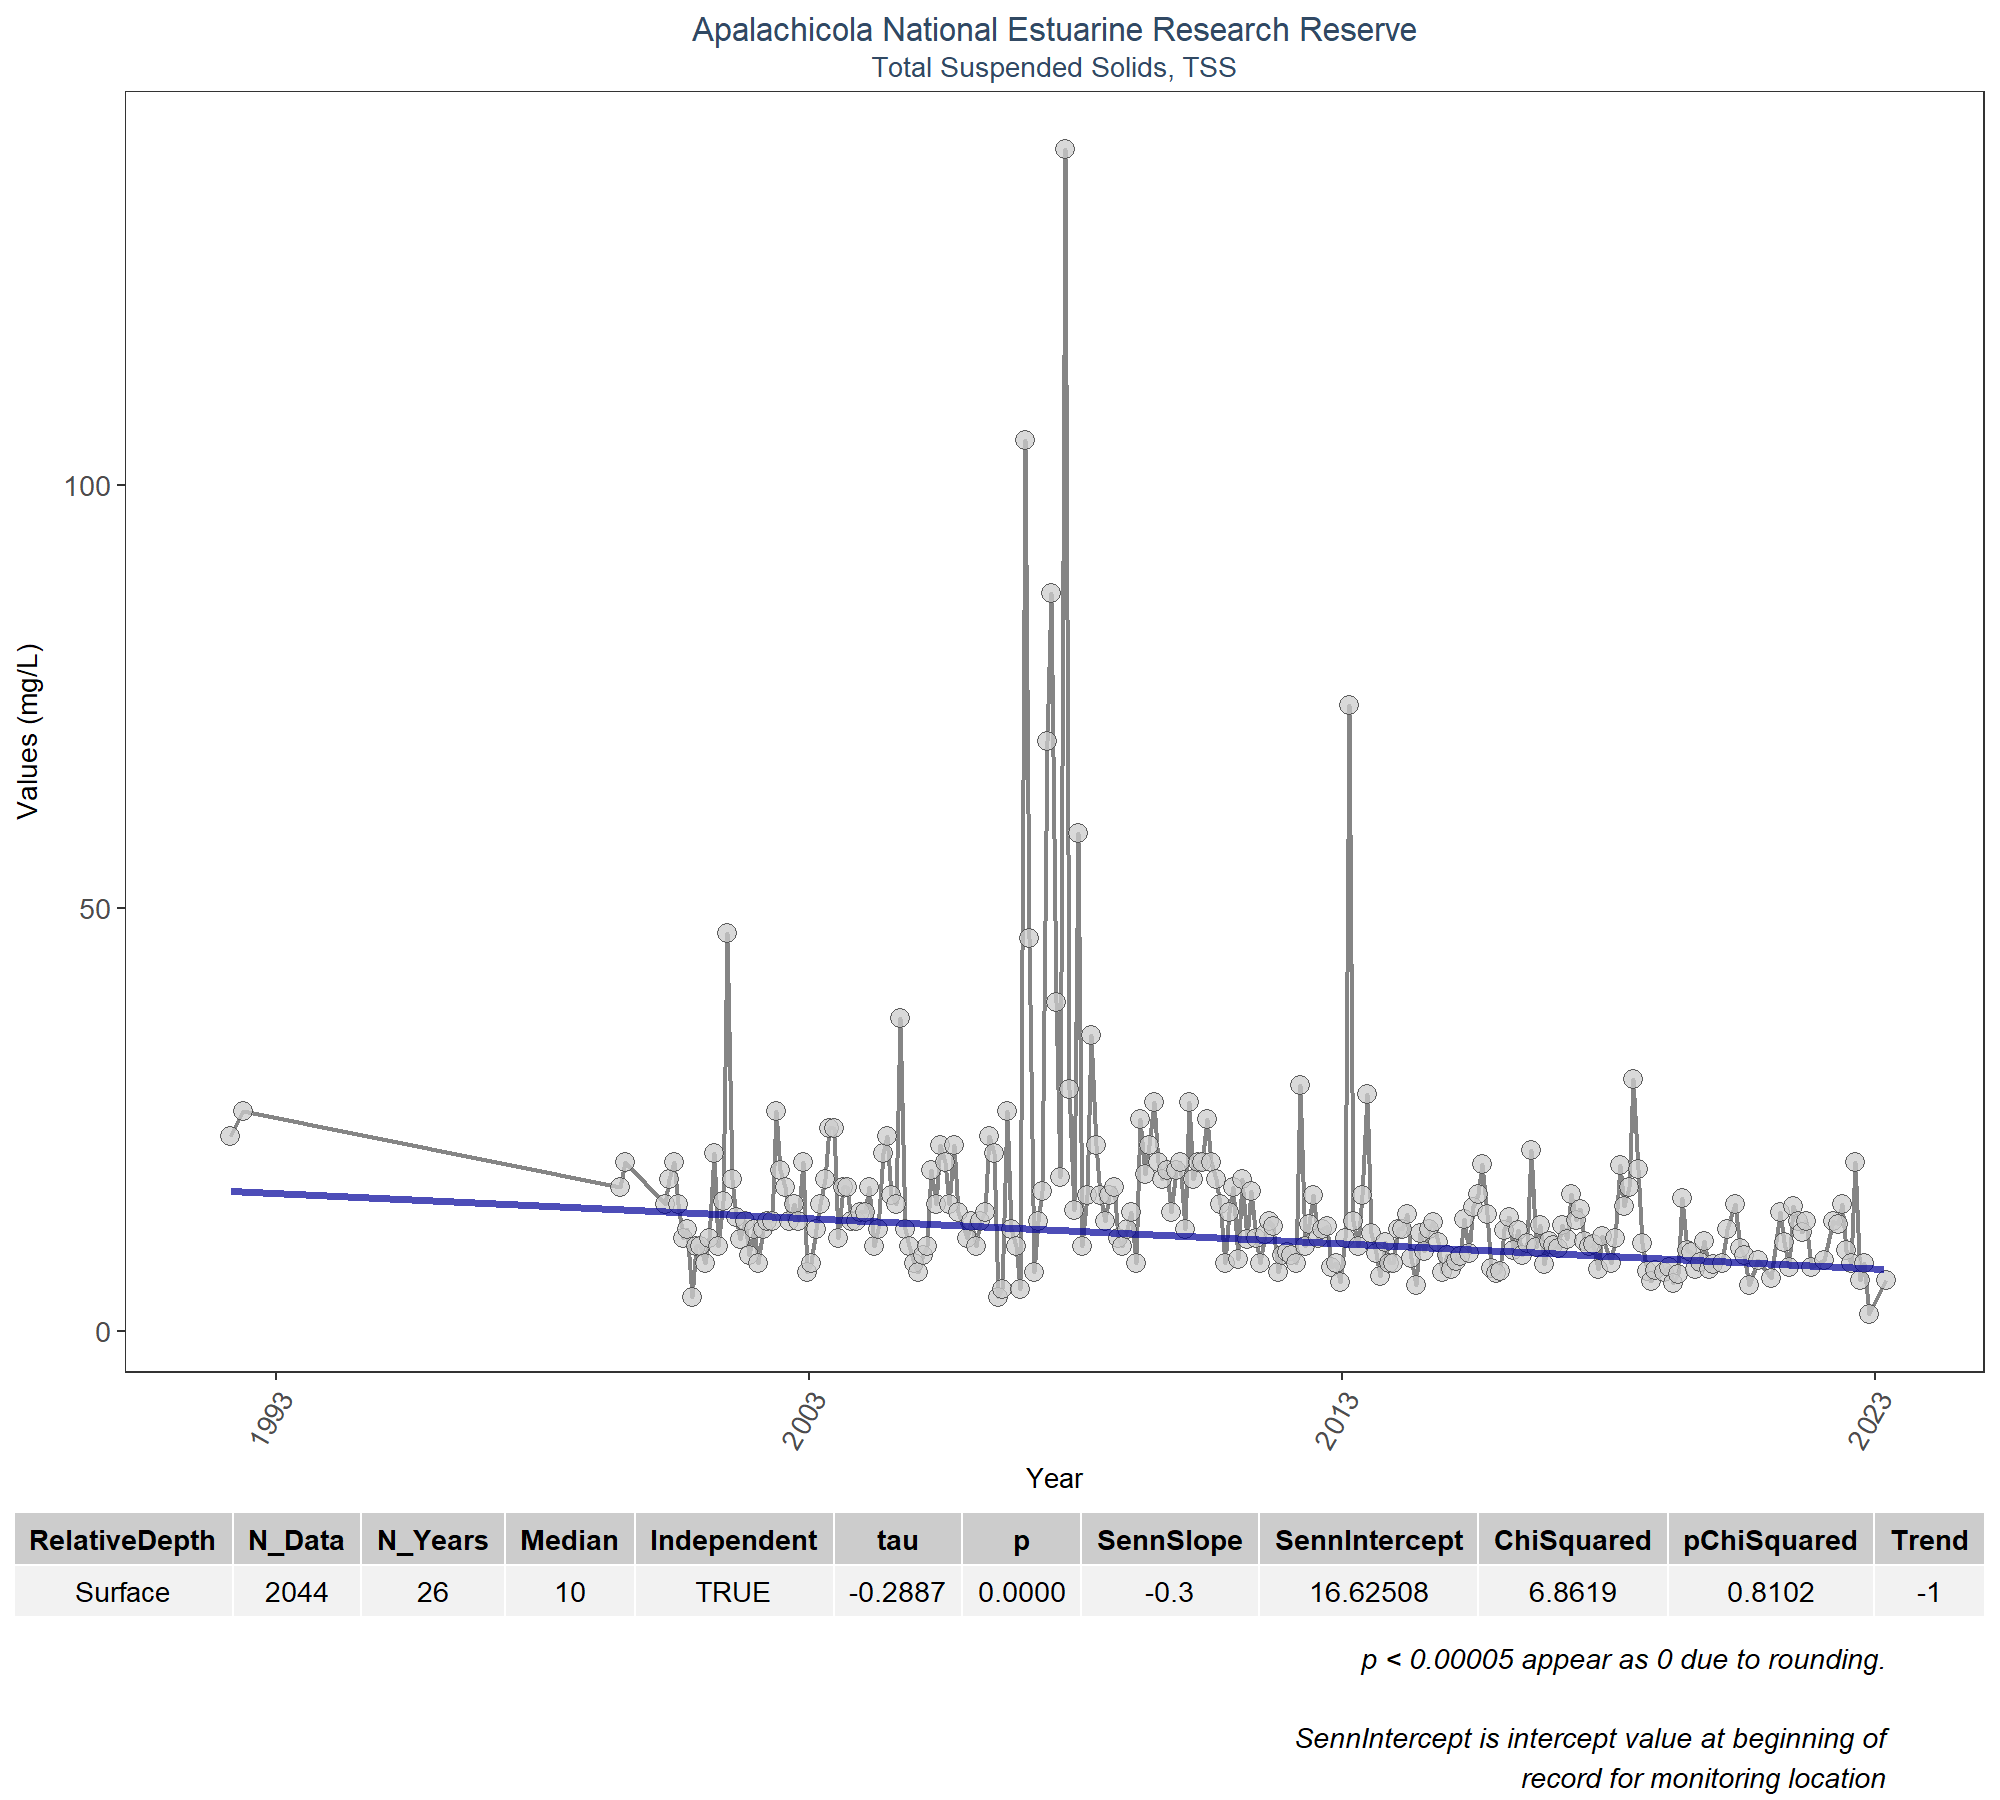 Apalachicola National Estuarine Research Reserve
Total Suspended Solids, TSS
Values (mg/L)
100
50
0
1993
2003
2013
2023
Year
RelativeDepth N_Data N_Years Median Independent tau p SennSlope SennIntercept ChiSquared pChiSquared Trend
Surface 2044 26 10 TRUE -0.2887 0.0000 -0.3 16.62508 6.8619 0.8102 -1
p < 0.00005 appear as 0 due to rounding.
SennIntercept is intercept value at beginning of
record for monitoring location